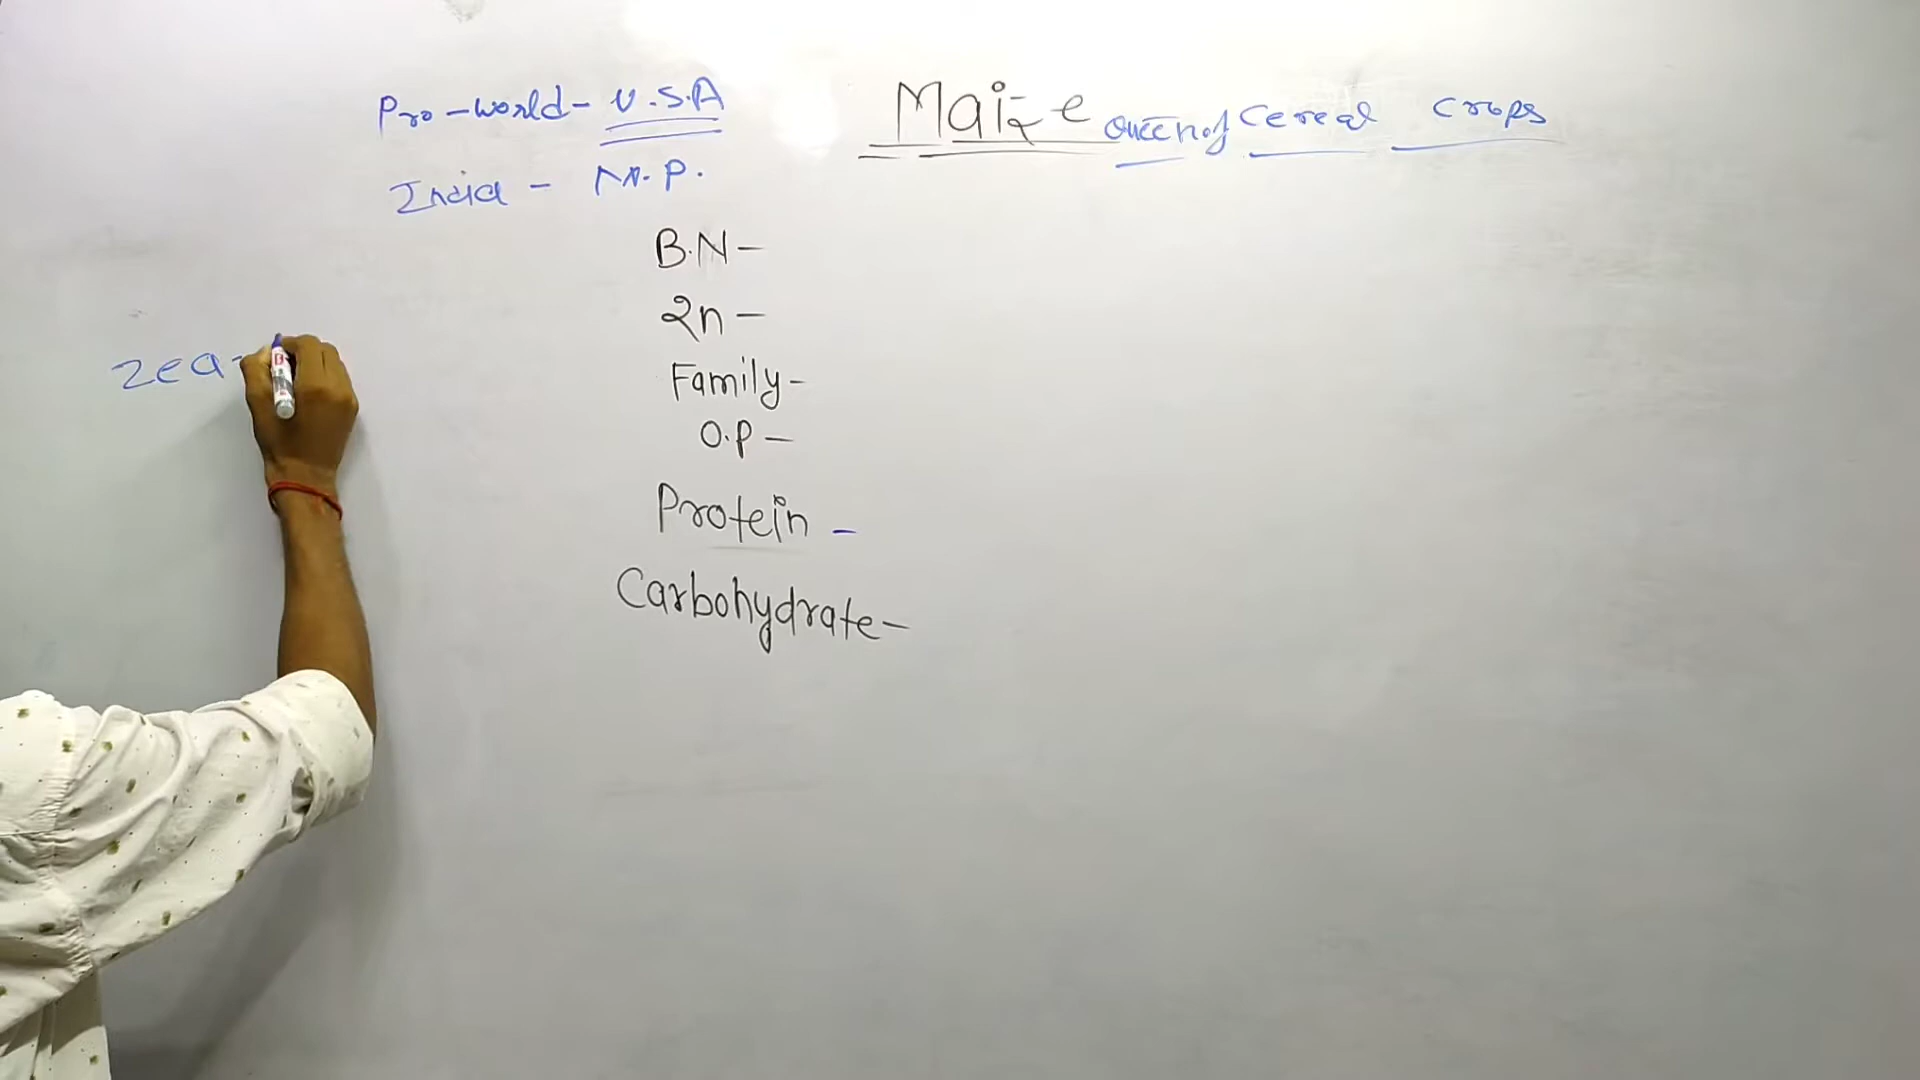 Pro - world - U.S.A
Maize Queen of Cereal crops
India - M.P.
B.N -
2n -
Family -
O.P -
Protein -
Carbohydrate -
zea -